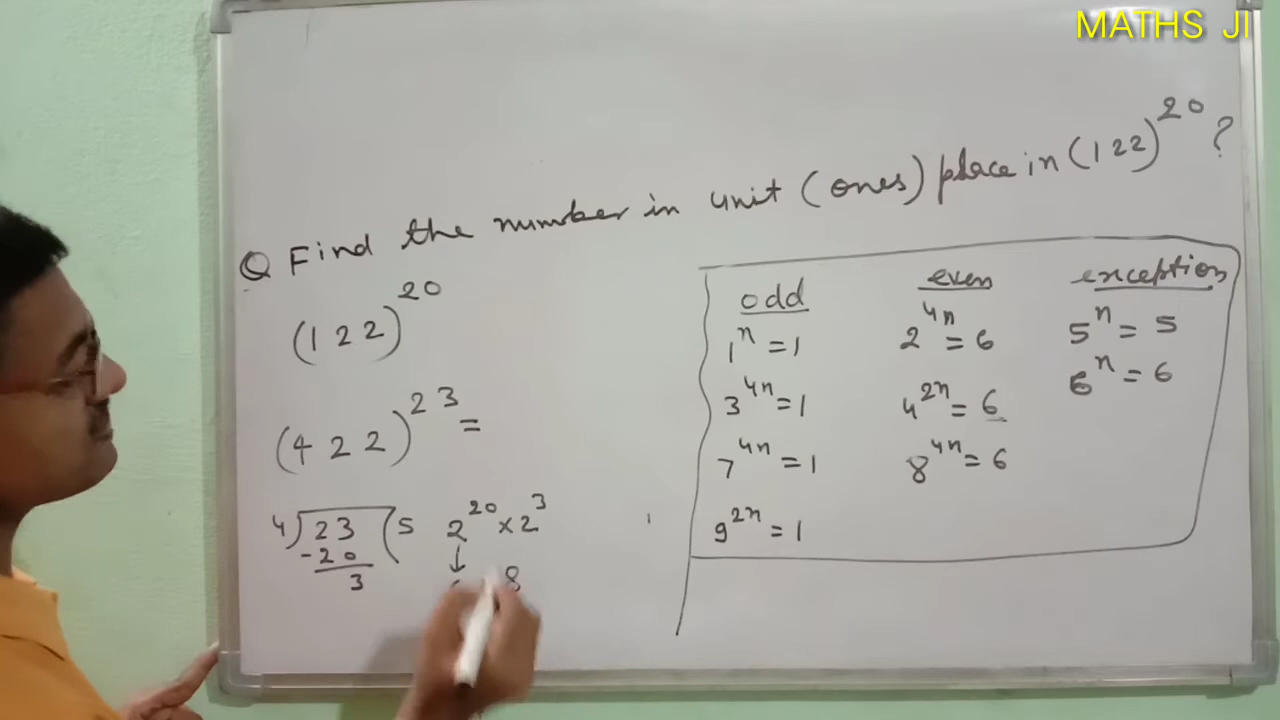 MATHS JI
Q Find the number in unit (ones) place in (122)^20 ?
(122)^20
(422)^23 =
4)23(5
-20
3
2^20 × 2^3
↓
8
odd
1^n = 1
3^4n = 1
7^4n = 1
9^2n = 1
even
2^4n = 6
4^2n = 6
8^4n = 6
exception
5^n = 5
6^n = 6